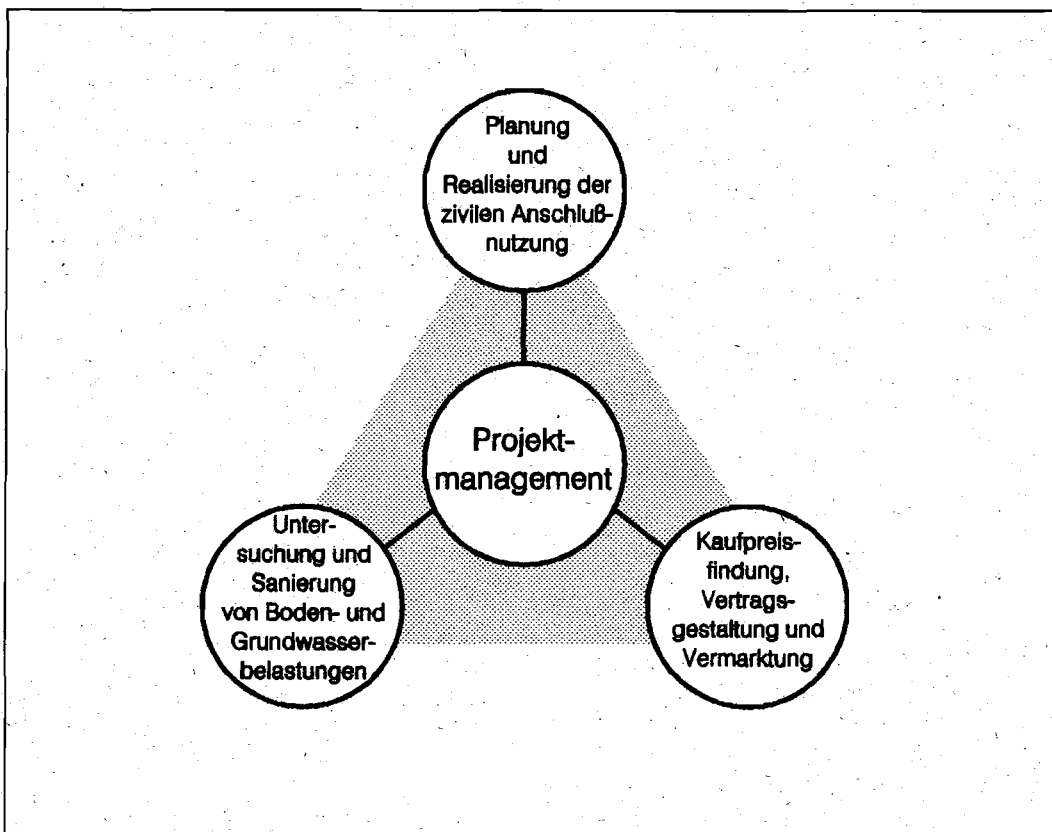 Planung
und
Realisierung der
zivilen Anschluß-
nutzung
Projekt-
management
Unter-
suchung und
Sanierung
von Boden- und
Grundwasser-
belastungen
Kaufpreis-
findung,
Vertrags-
gestaltung und
Vermarktung